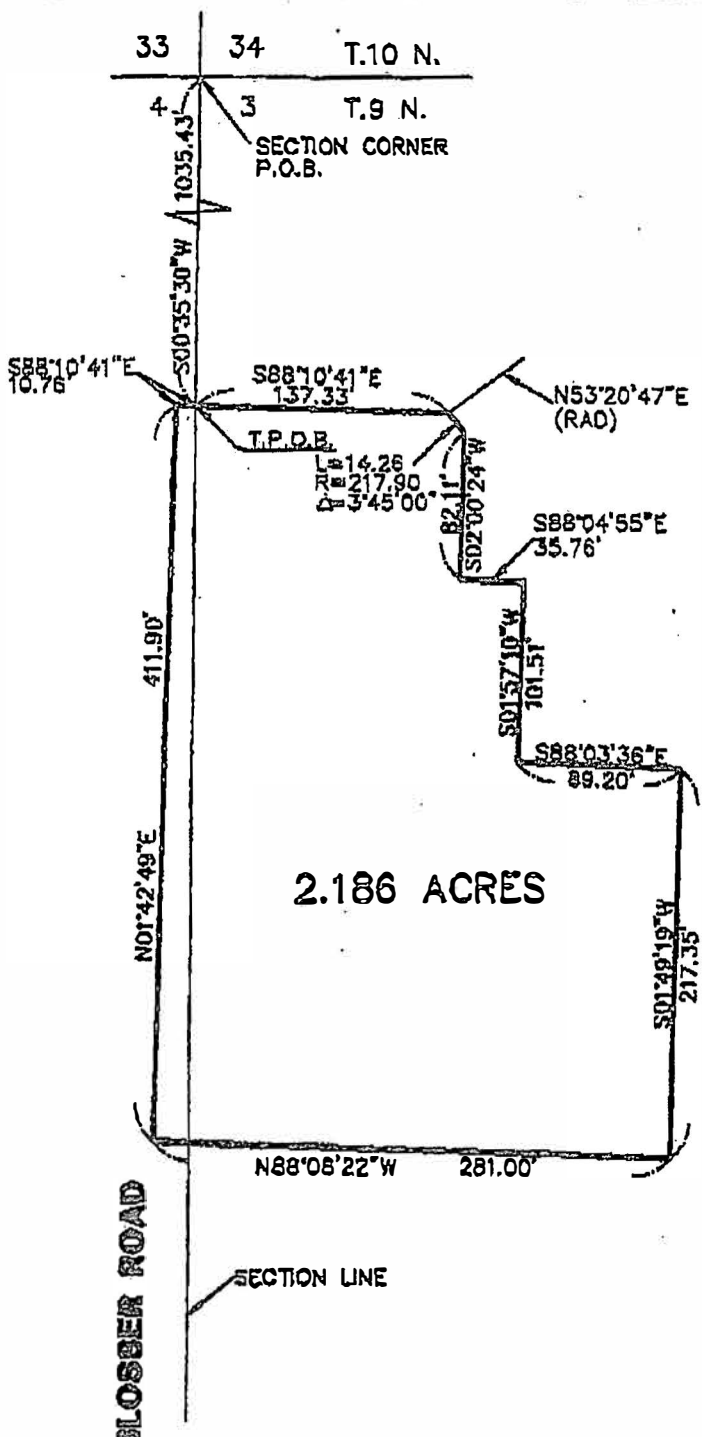 33 34 T.10 N.
4 3 T.9 N.
SECTION CORNER
P.O.B.
1035.43'
S00°35'30"W
S88°10'41"E
10.76'
S88°10'41"E
137.33'
N53°20'47"E
(RAD)
T.P.O.B.
L=14.26
R=217.90
Δ=3°45'00"
82.11'
S02°00'24"W
S88°04'55"E
35.76'
411.90'
S01°57'10"W
101.51'
S88°03'36"E
89.20'
N01°42'49"E
2.186 ACRES
S01°49'19"W
217.35'
N88°06'22"W 281.00'
BLOSSER ROAD
SECTION LINE